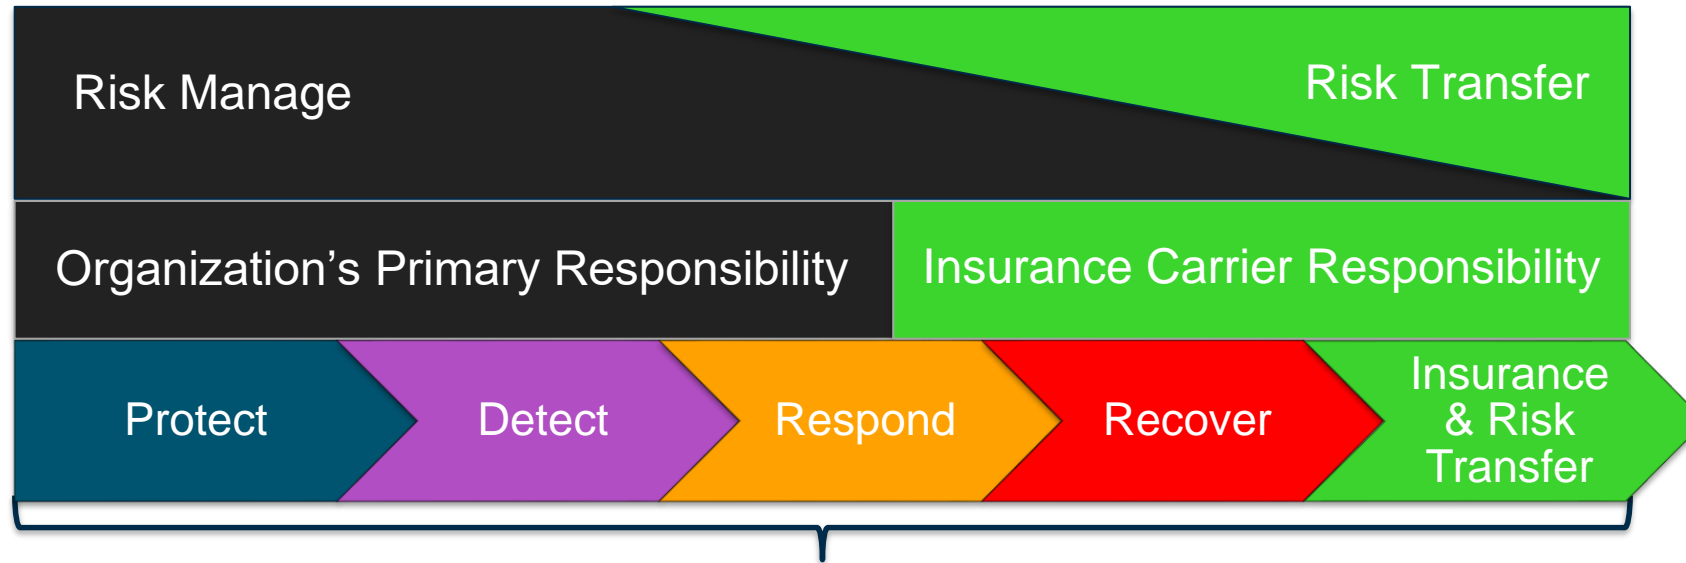 Risk Manage
Risk Transfer
Organization’s Primary Responsibility
Insurance Carrier Responsibility
Protect
Detect
Respond
Recover
Insurance
& Risk
Transfer